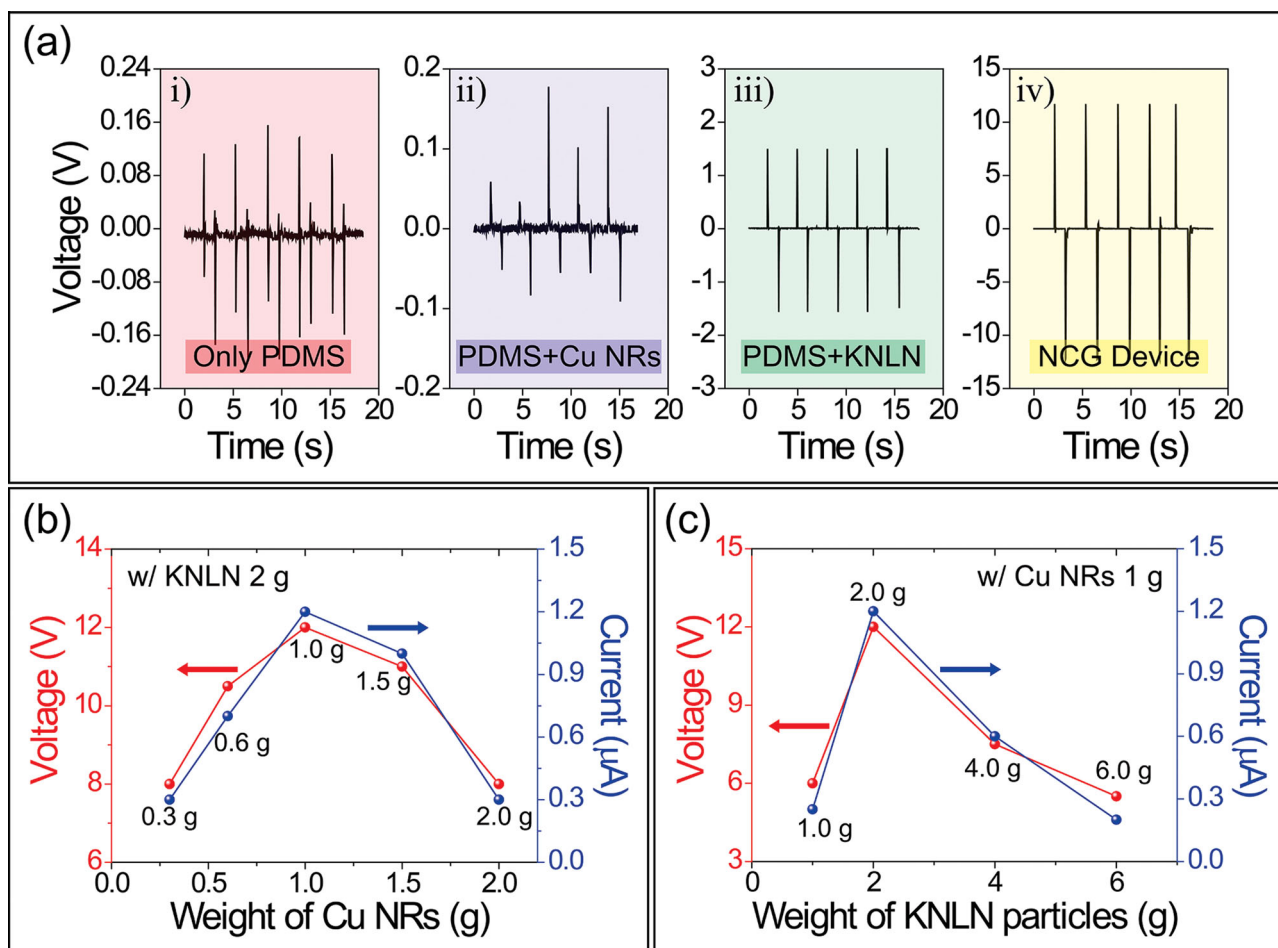 (a)
Voltage (V)
0.24
0.16
0.08
0.00
-0.08
-0.16
-0.24
i)
Only PDMS
0 5 10 15 20
Time (s)
0.2
0.1
0.0
-0.1
-0.2
ii)
PDMS+Cu NRs
0 5 10 15 20
Time (s)
3
2
1
0
-1
-2
-3
iii)
PDMS+KNLN
0 5 10 15 20
Time (s)
15
10
5
0
-5
-10
-15
iv)
NCG Device
0 5 10 15 20
Time (s)
(b)
Voltage (V)
14
12
10
8
6
w/ KNLN 2 g
0.3 g
0.6 g
1.0 g
1.5 g
2.0 g
1.5
1.2
0.9
0.6
0.3
0.0
Current (μA)
0.0 0.5 1.0 1.5 2.0
Weight of Cu NRs (g)
(c)
Voltage (V)
15
12
9
6
3
w/ Cu NRs 1 g
1.0 g
2.0 g
4.0 g
6.0 g
1.5
1.2
0.9
0.6
0.3
0.0
Current (μA)
0 2 4 6
Weight of KNLN particles (g)